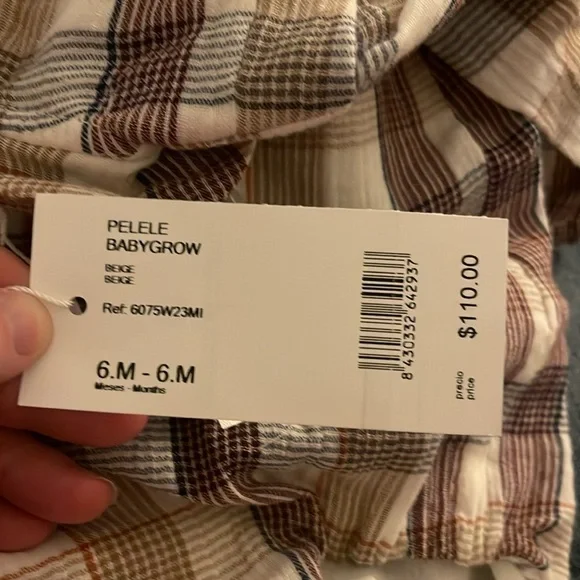 PELELE
BABYGROW
BEIGE
BEIGE
Ref: 6075W23MI
6.M - 6.M
Meses - Months
8 430332 642937
$110.00
precio
price